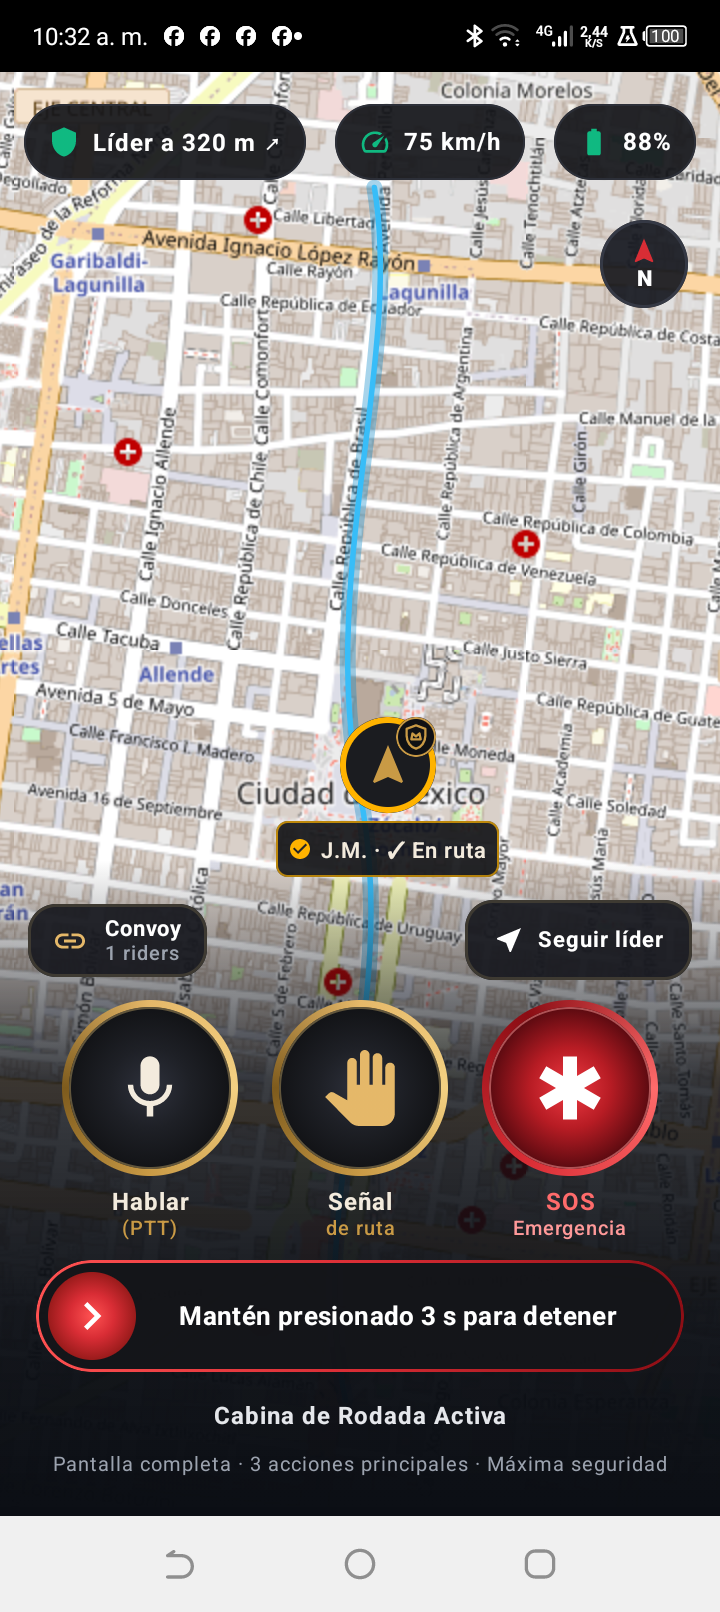 10:32 a. m.
4G
2,44
K/S
100
Colonia Morelos
EJE CENTRAL
Líder a 320 m ↗
75 km/h
88%
Degollado
Calle Libertad
Avenida Ignacio López Rayón
Garibaldi-
Lagunilla
Calle Rayón
Lagunilla
N
Calle República de Ecuador
Calle República de Costa
Calle Tenochtitlán
Calle República de Chile
Calle Comonfort
Calle República de Argentina
Calle Manuel de la
Calle Ignacio Allende
Calle República de Brasil
Calle Girón
Calle República de Colombia
Calle República de Venezuela
Calle Donceles
Calle Tacuba
Allende
Calle Justo Sierra
Avenida 5 de Mayo
Calle Francisco I. Madero
Calle Academia
Avenida 16 de Septiembre
Calle Soledad
J.M. · ✓ En ruta
Convoy
1 riders
Calle República de Uruguay
Seguir líder
Calle 5 de Febrero
Hablar
(PTT)
Señal
de ruta
SOS
Emergencia
Mantén presionado 3 s para detener
Cabina de Rodada Activa
Pantalla completa · 3 acciones principales · Máxima seguridad